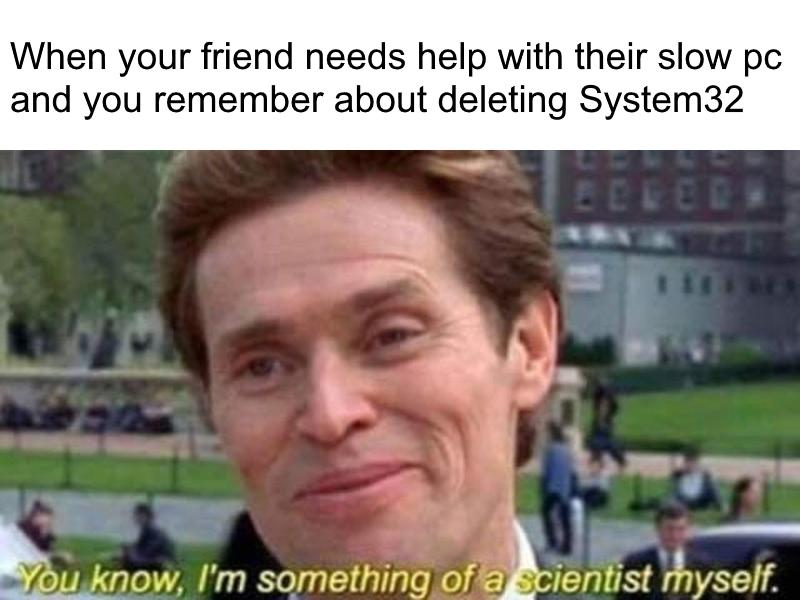 When your friend needs help with their slow pc
and you remember about deleting System32
You know, I'm something of a scientist myself.